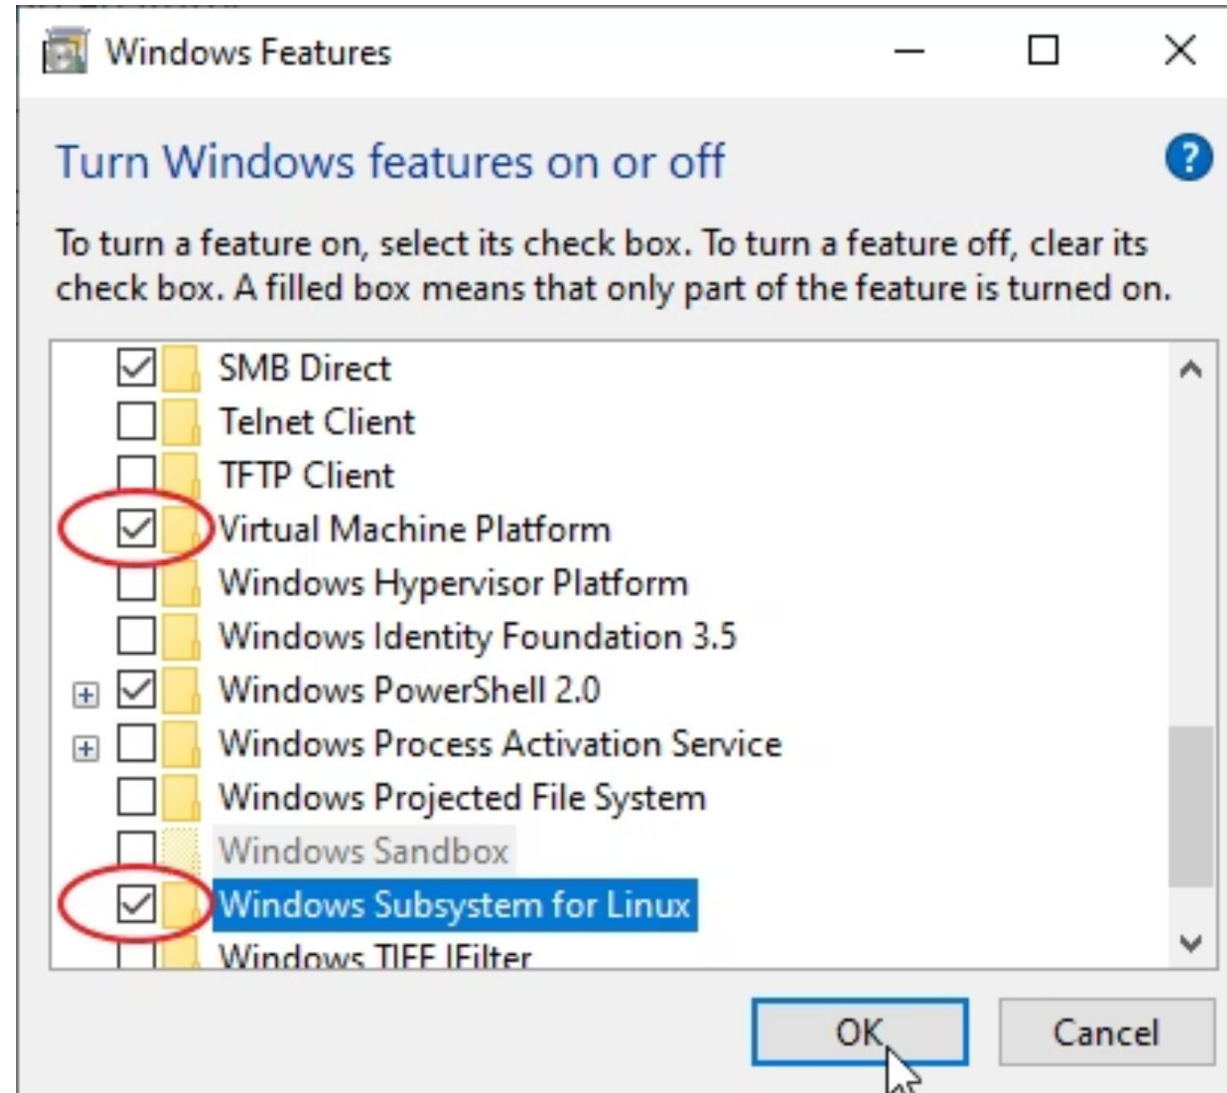 Windows Features
Turn Windows features on or off
To turn a feature on, select its check box. To turn a feature off, clear its
check box. A filled box means that only part of the feature is turned on.
SMB Direct
Telnet Client
TFTP Client
Virtual Machine Platform
Windows Hypervisor Platform
Windows Identity Foundation 3.5
Windows PowerShell 2.0
Windows Process Activation Service
Windows Projected File System
Windows Sandbox
Windows Subsystem for Linux
Windows TIFF IFilter
OK
Cancel